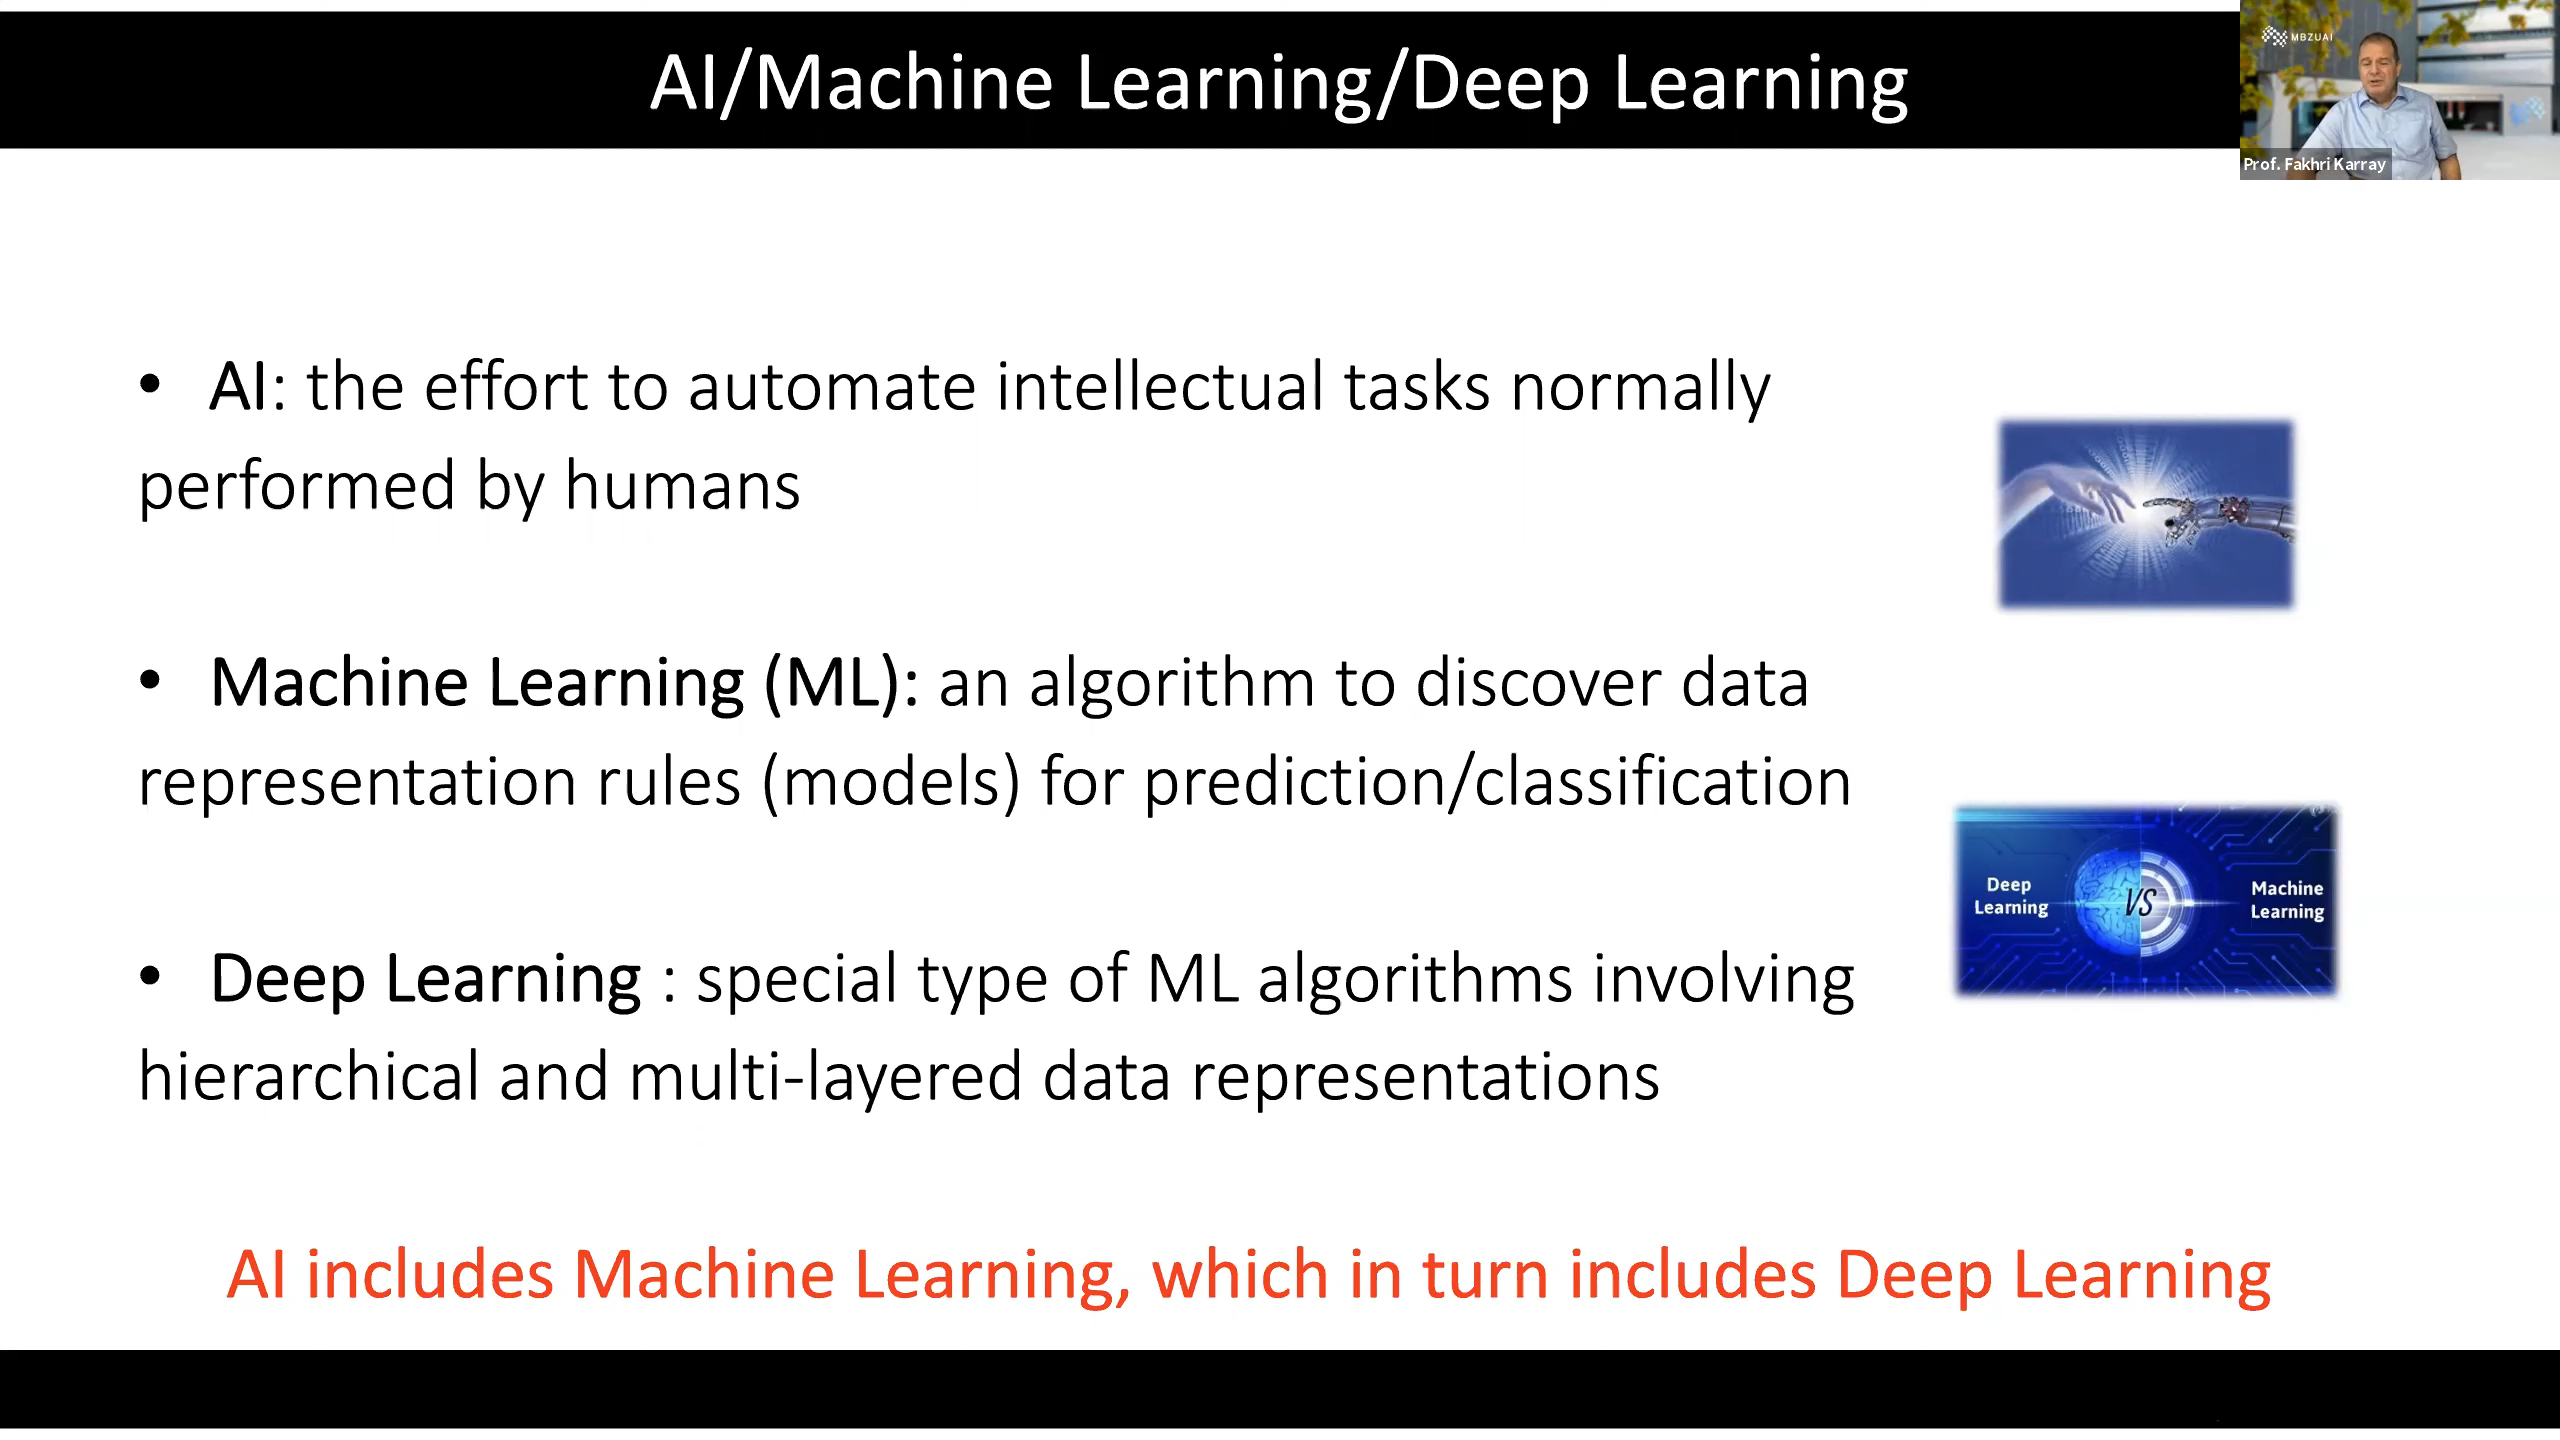 AI/Machine Learning/Deep Learning
MBZUAI
Prof. Fakhri Karray
• AI: the effort to automate intellectual tasks normally
performed by humans
• Machine Learning (ML): an algorithm to discover data
representation rules (models) for prediction/classification
Deep
Learning
VS
Machine
Learning
• Deep Learning : special type of ML algorithms involving
hierarchical and multi-layered data representations
AI includes Machine Learning, which in turn includes Deep Learning